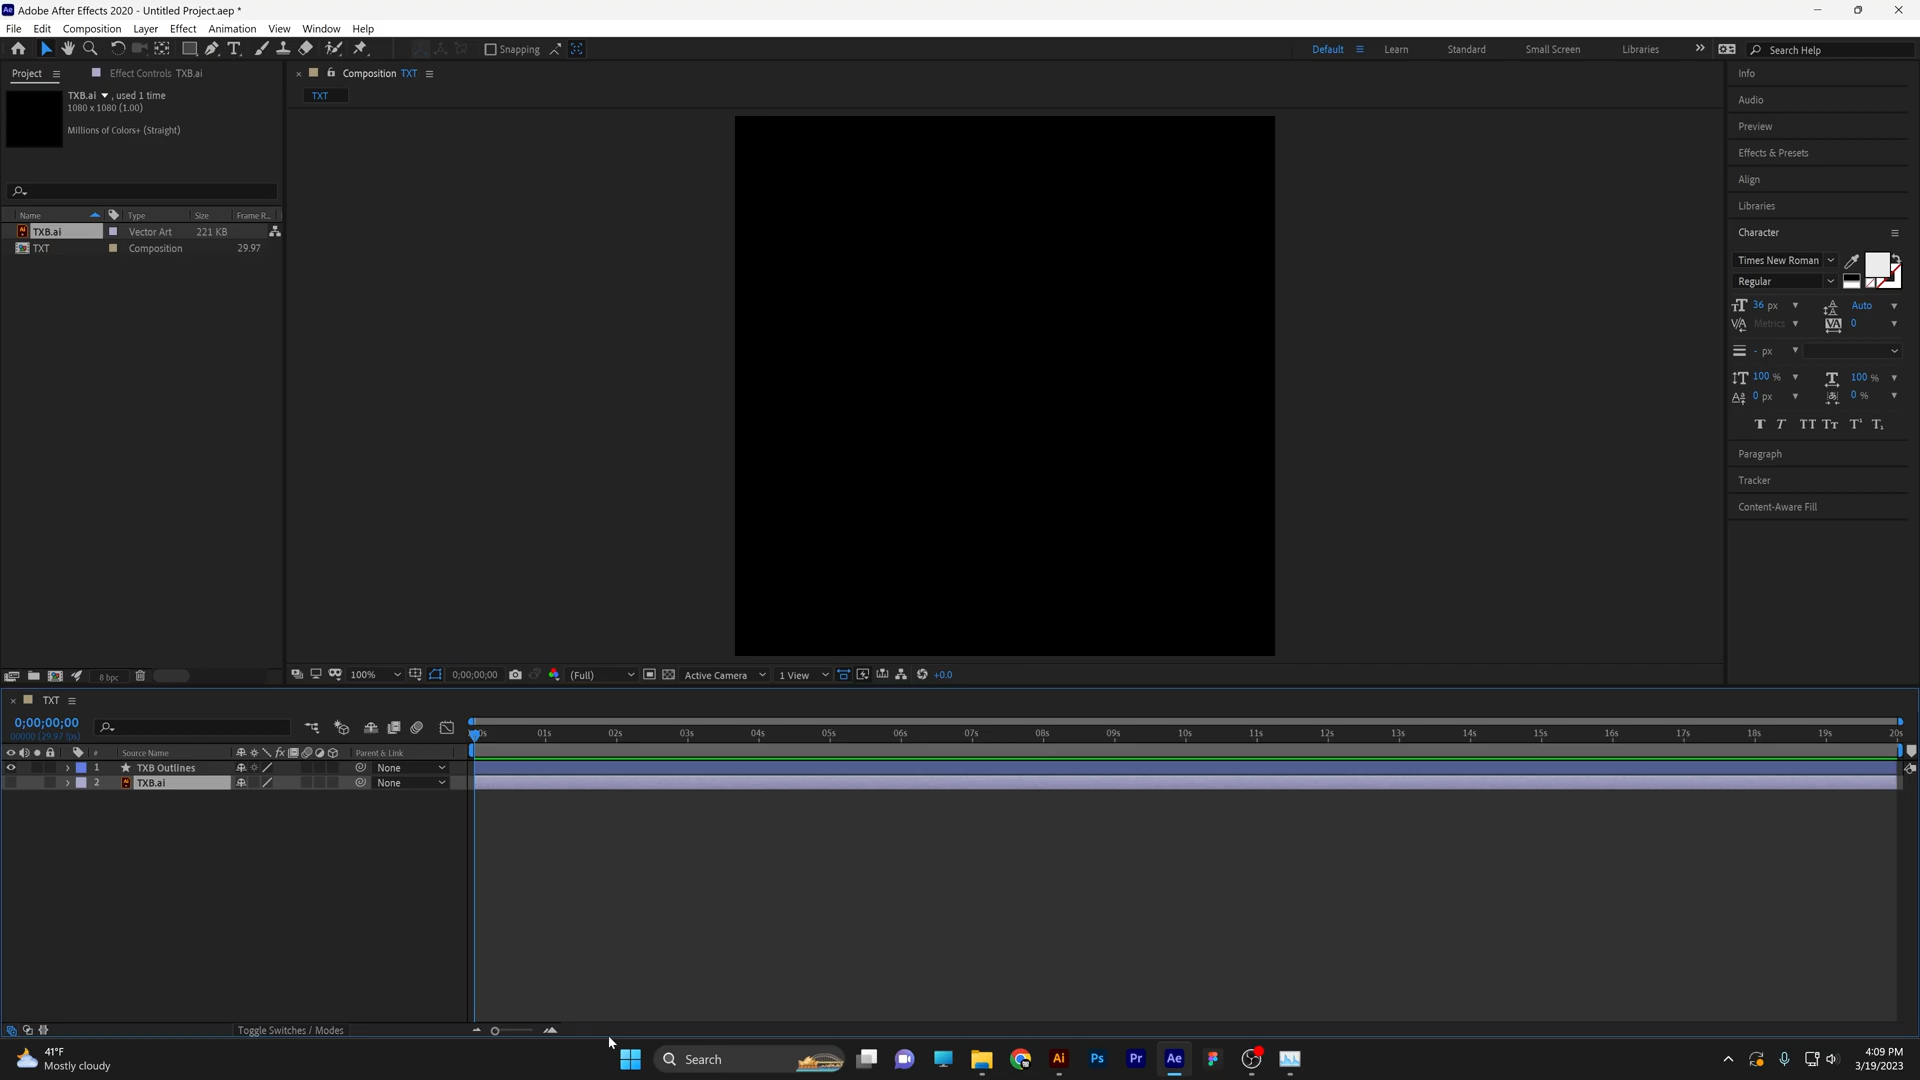 Adobe After Effects 2020 - Untitled Project.aep *
File Edit Composition Layer Effect Animation View Window Help
Snapping
Default Learn Standard Small Screen Libraries
Search Help
Project Effect Controls TXB.ai
TXB.ai , used 1 time
1080 x 1080 (1.00)
Millions of Colors+ (Straight)
Name Type Size Frame R...
TXB.ai Vector Art 221 KB
TXT Composition 29.97
8 bpc
Composition TXT
TXT
100% 0;00;00;00 (Full) Active Camera 1 View +0.0
Info
Audio
Preview
Effects & Presets
Align
Libraries
Character
Times New Roman
Regular
36 px Auto
Metrics 0
- px
100 % 100 %
0 px 0 %
Paragraph
Tracker
Content-Aware Fill
TXT
0;00;00;00
00000 (29.97 fps)
01s 02s 03s 04s 05s 06s 07s 08s 09s 10s 11s 12s 13s 14s 15s 16s 17s 18s 19s 20s
# Source Name Parent & Link
1 TXB Outlines None
2 TXB.ai None
Toggle Switches / Modes
41°F
Mostly cloudy
Search
4:09 PM
3/19/2023